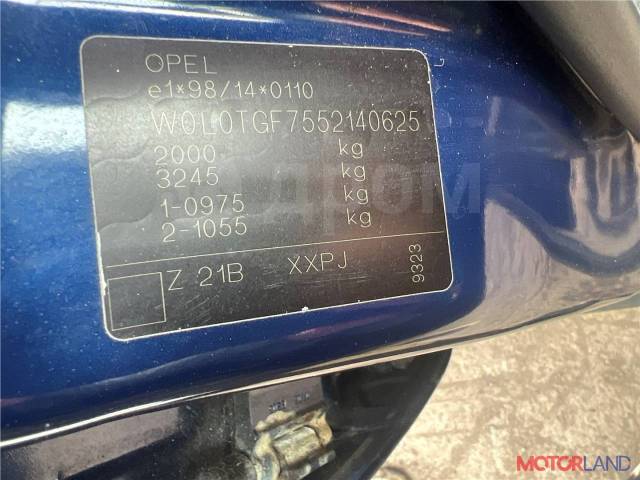 OPEL
e1*98/14*0110
W0L0TGF7552140625
2000 kg
3245 kg
1-0975 kg
2-1055 kg
Z 21B XXPJ 9323
ДРОМ
MOTORLAND